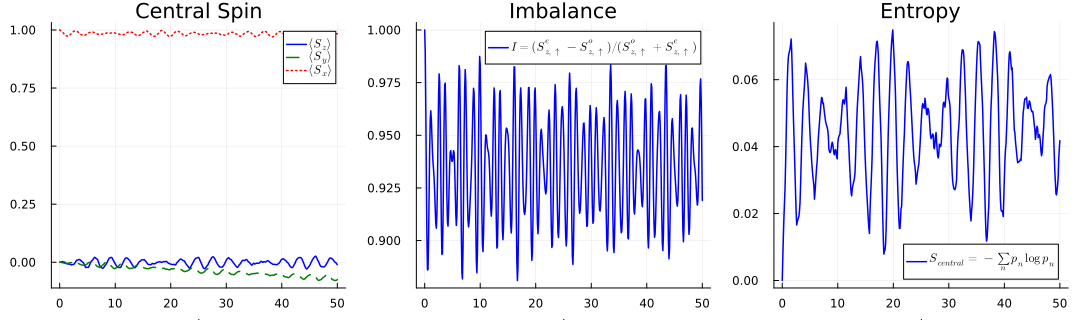 Central Spin
1.00
0.75
0.50
0.25
0.00
0 10 20 30 40 50
⟨S_z⟩
⟨S_y⟩
⟨S_x⟩
Imbalance
1.000
0.975
0.950
0.925
0.900
0 10 20 30 40 50
I = (S^e_{z,↑} − S^o_{z,↑})/(S^o_{z,↑} + S^e_{z,↑})
Entropy
0.06
0.04
0.02
0.00
0 10 20 30 40 50
S_{central} = − ∑_n p_n log p_n